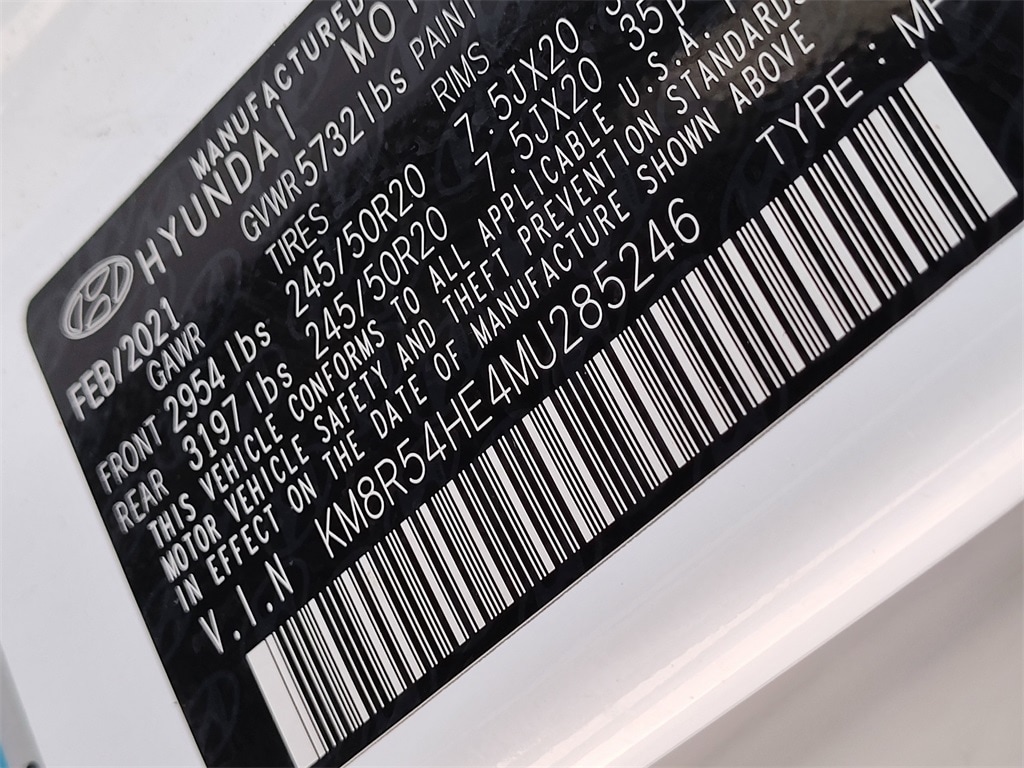 MANUFACTURED
HYUNDAI MO
FEB/2021 GVWR 5732 lbs PAINT
GAWR TIRES RIMS
FRONT 2954 lbs 245/50R20 7.5JX20
REAR 3197 lbs 245/50R20 7.5JX20 35p
THIS VEHICLE CONFORMS TO ALL APPLICABLE U.S.A.
MOTOR VEHICLE SAFETY AND THEFT PREVENTION STANDARDS
IN EFFECT ON THE DATE OF MANUFACTURE SHOWN ABOVE
V.I.N KM8R54HE4MU285246 TYPE : MP